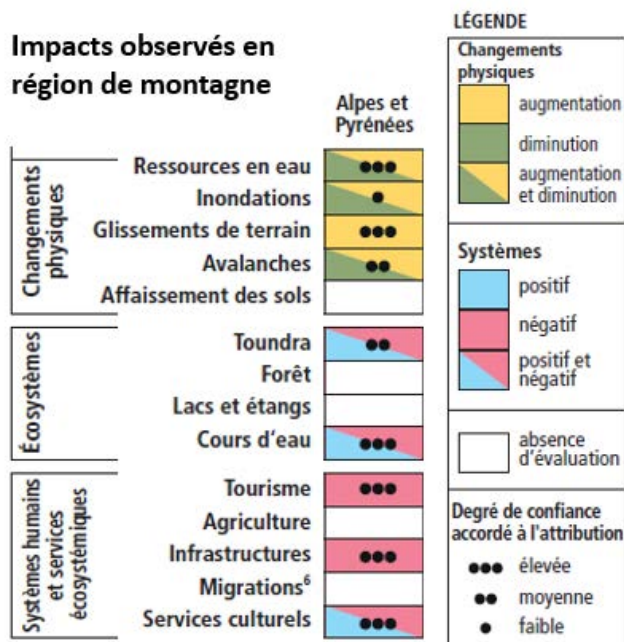 Impacts observés en
région de montagne
Alpes et
Pyrénées
Changements
physiques
Ressources en eau
Inondations
Glissements de terrain
Avalanches
Affaissement des sols
Écosystèmes
Toundra
Forêt
Lacs et étangs
Cours d'eau
Systèmes humains
et services
écosystémiques
Tourisme
Agriculture
Infrastructures
Migrations⁶
Services culturels
LÉGENDE
Changements
physiques
augmentation
diminution
augmentation
et diminution
Systèmes
positif
négatif
positif et
négatif
absence
d'évaluation
Degré de confiance
accordé à l'attribution
élevée
moyenne
faible